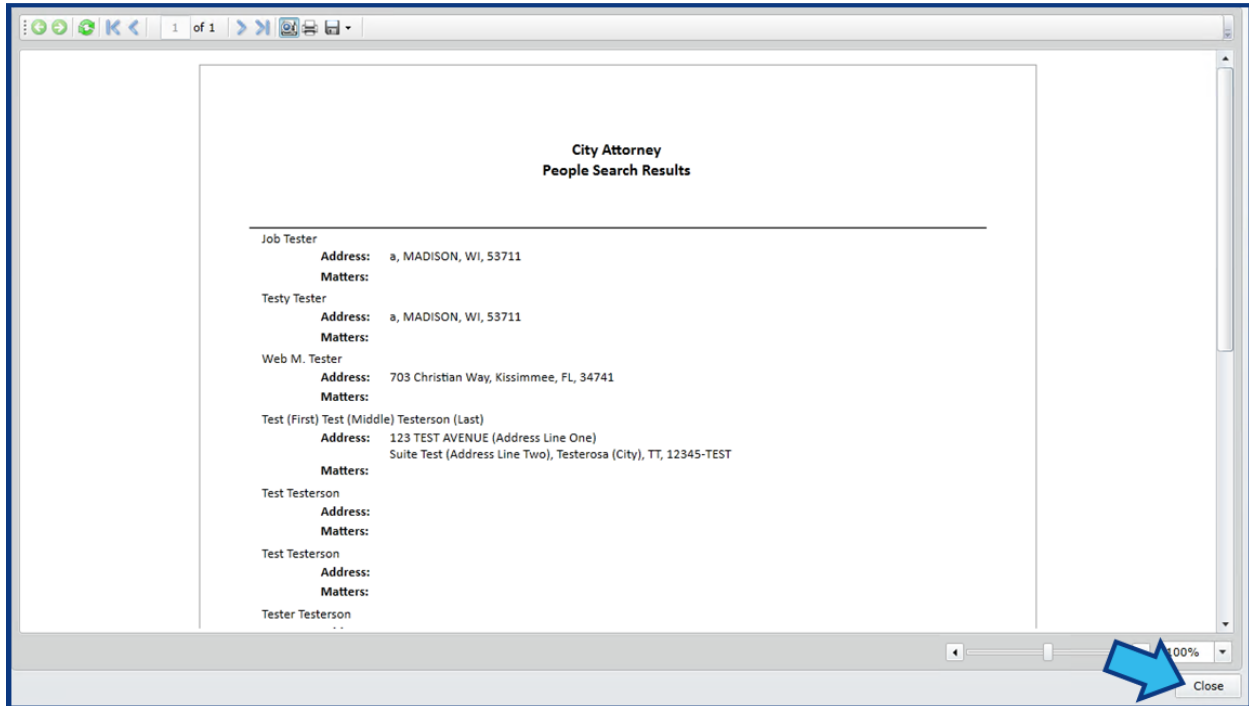 1 of 1
City Attorney
People Search Results
Job Tester
Address: a, MADISON, WI, 53711
Matters:
Testy Tester
Address: a, MADISON, WI, 53711
Matters:
Web M. Tester
Address: 703 Christian Way, Kissimmee, FL, 34741
Matters:
Test (First) Test (Middle) Testerson (Last)
Address: 123 TEST AVENUE (Address Line One)
Suite Test (Address Line Two), Testerosa (City), TT, 12345-TEST
Matters:
Test Testerson
Address:
Matters:
Test Testerson
Address:
Matters:
Tester Testerson
100%
Close